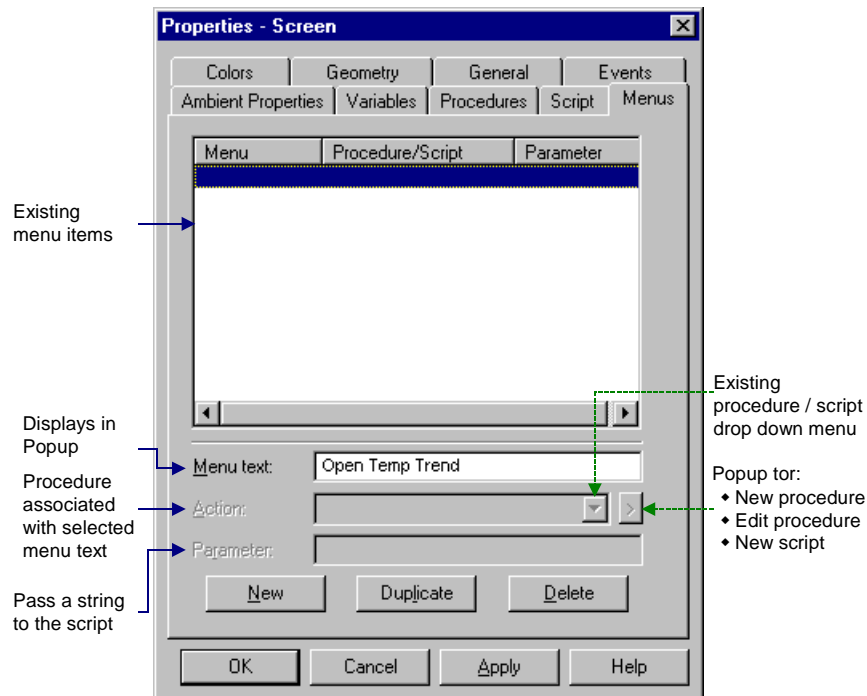 Properties - Screen
Colors Geometry General Events
Ambient Properties Variables Procedures Script Menus
Menu Procedure/Script Parameter
Existing
menu items
Existing
procedure / script
drop down menu
Displays in
Popup
Menu text: Open Temp Trend
Procedure
associated
with selected
menu text
Action:
>
Popup tor:
◆ New procedure
◆ Edit procedure
◆ New script
Parameter:
Pass a string
to the script
New Duplicate Delete
OK Cancel Apply Help